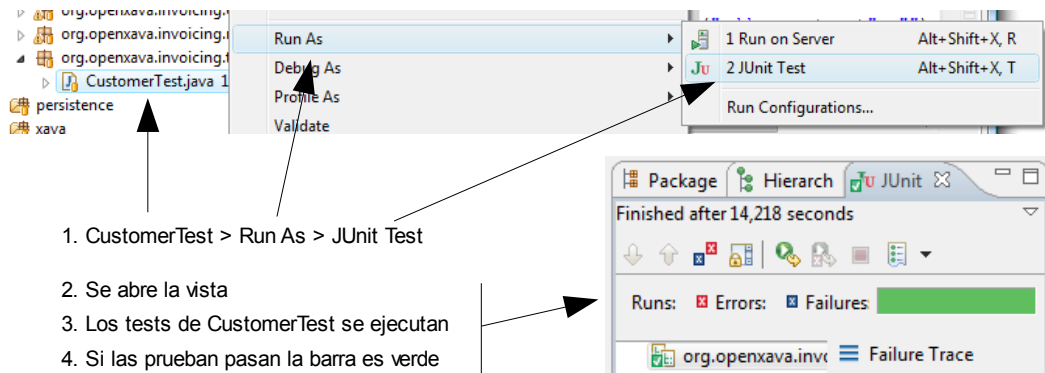 org.openxava.invoicing.
Run As
1 Run on Server Alt+Shift+X, R
org.openxava.invoicing.
Debug As
2 JUnit Test Alt+Shift+X, T
CustomerTest.java 1
Profile As
persistence
Run Configurations...
xava
Validate
1. CustomerTest > Run As > JUnit Test
2. Se abre la vista
3. Los tests de CustomerTest se ejecutan
4. Si las prueban pasan la barra es verde
Package Hierarch JUnit
Finished after 14,218 seconds
Runs: Errors: Failures:
org.openxava.invo
Failure Trace